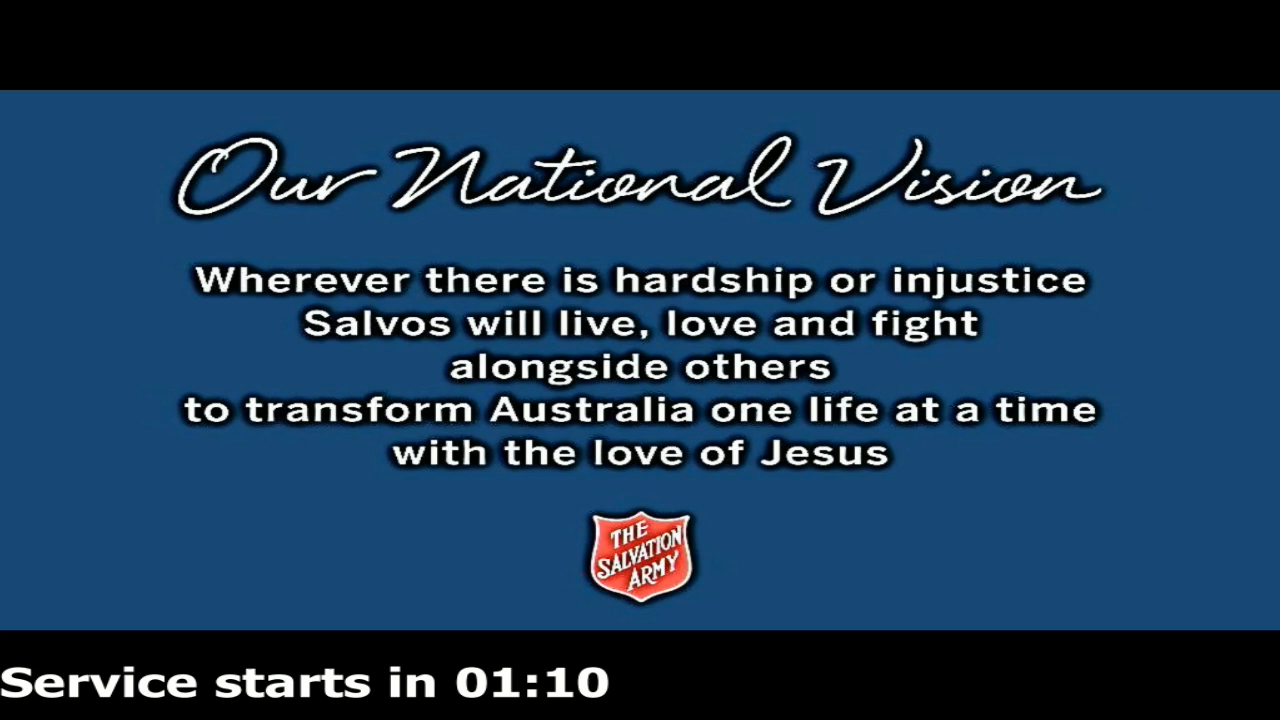 Our National Vision
Wherever there is hardship or injustice
Salvos will live, love and fight
alongside others
to transform Australia one life at a time
with the love of Jesus
THE
SALVATION
ARMY
Service starts in 01:10